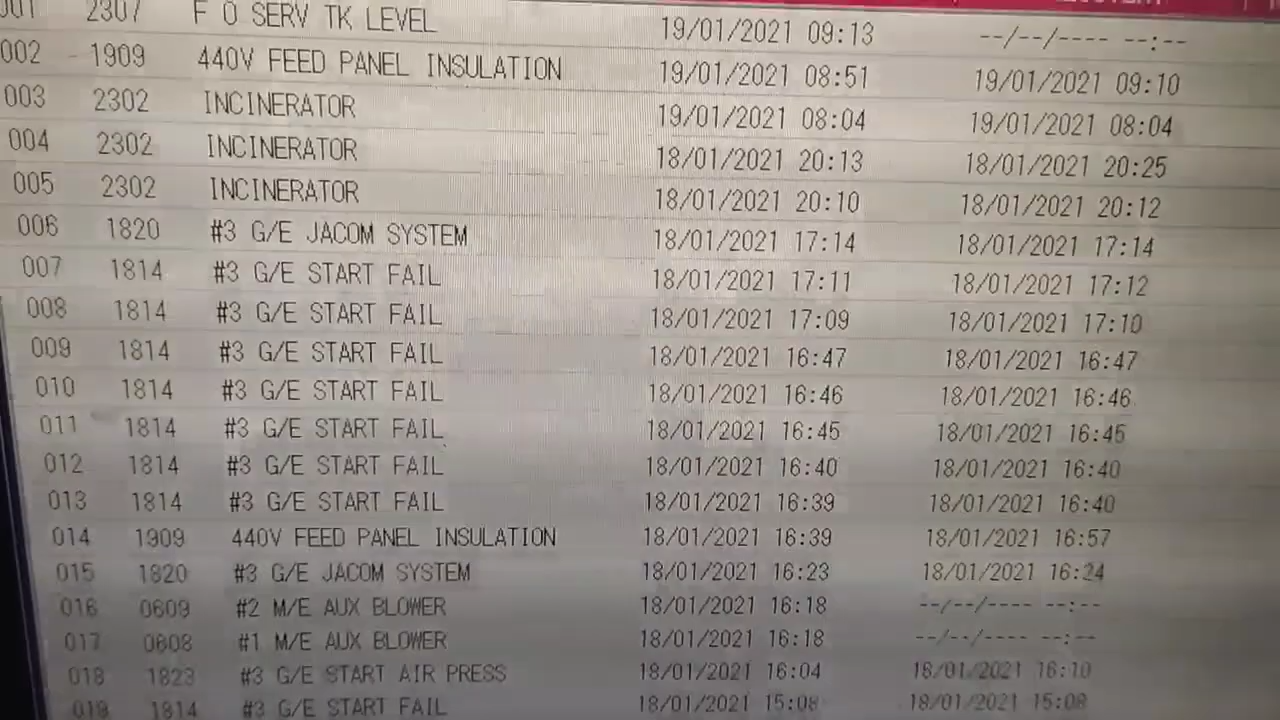 001 2307 F O SERV TK LEVEL 19/01/2021 09:13 --/--/---- --:--
002 1909 440V FEED PANEL INSULATION 19/01/2021 08:51 19/01/2021 09:10
003 2302 INCINERATOR 19/01/2021 08:04 19/01/2021 08:04
004 2302 INCINERATOR 18/01/2021 20:13 18/01/2021 20:25
005 2302 INCINERATOR 18/01/2021 20:10 18/01/2021 20:12
006 1820 #3 G/E JACOM SYSTEM 18/01/2021 17:14 18/01/2021 17:14
007 1814 #3 G/E START FAIL 18/01/2021 17:11 18/01/2021 17:12
008 1814 #3 G/E START FAIL 18/01/2021 17:09 18/01/2021 17:10
009 1814 #3 G/E START FAIL 18/01/2021 16:47 18/01/2021 16:47
010 1814 #3 G/E START FAIL 18/01/2021 16:46 18/01/2021 16:46
011 1814 #3 G/E START FAIL 18/01/2021 16:45 18/01/2021 16:45
012 1814 #3 G/E START FAIL 18/01/2021 16:40 18/01/2021 16:40
013 1814 #3 G/E START FAIL 18/01/2021 16:39 18/01/2021 16:40
014 1909 440V FEED PANEL INSULATION 18/01/2021 16:39 18/01/2021 16:57
015 1820 #3 G/E JACOM SYSTEM 18/01/2021 16:23 18/01/2021 16:24
016 0609 #2 M/E AUX BLOWER 18/01/2021 16:18 --/--/---- --:--
017 0608 #1 M/E AUX BLOWER 18/01/2021 16:18 --/--/---- --:--
018 1823 #3 G/E START AIR PRESS 18/01/2021 16:04 18/01/2021 16:10
019 1814 #3 G/E START FAIL 18/01/2021 15:08 18/01/2021 15:08